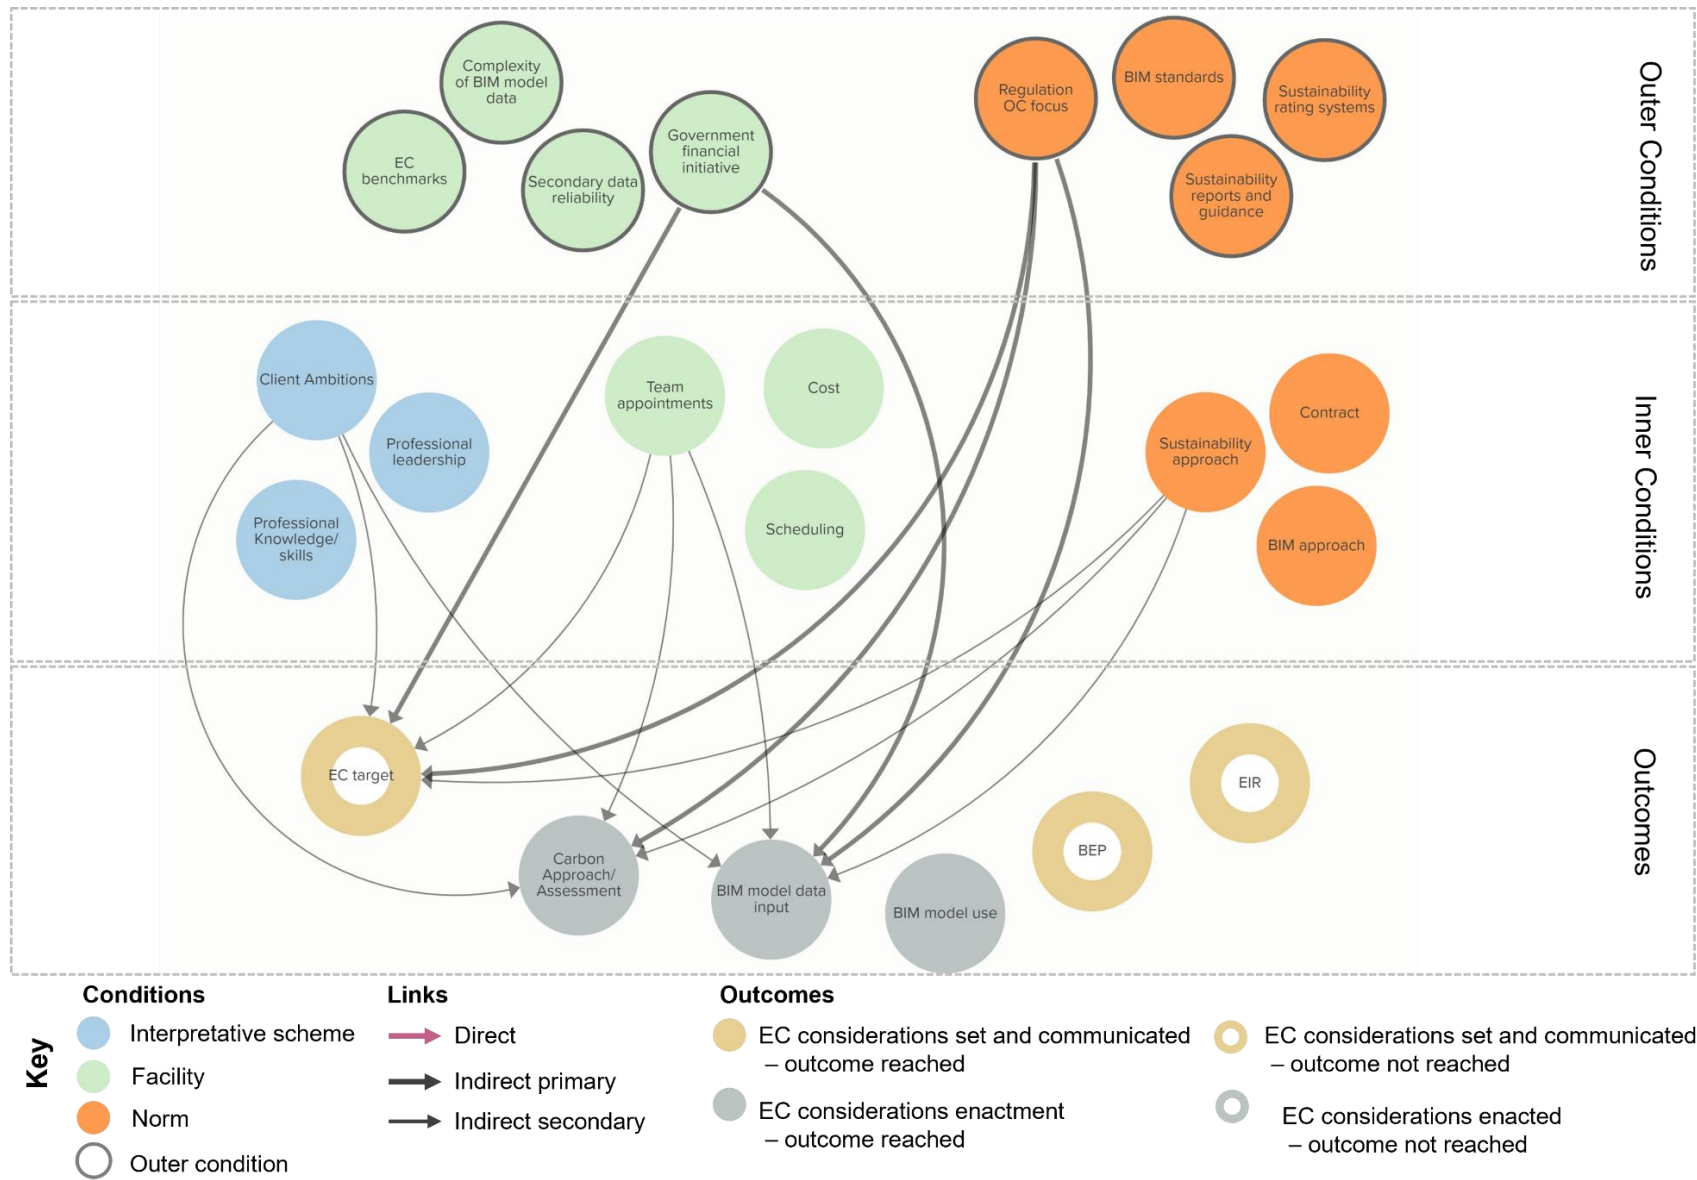 Complexity
of BIM model
data
EC
benchmarks
Secondary data
reliability
Government
financial
initiative
Regulation
OC focus
BIM standards
Sustainability
rating systems
Sustainability
reports and
guidance
Outer Conditions
Client Ambitions
Professional
leadership
Professional
Knowledge/
skills
Team
appointments
Cost
Scheduling
Sustainability
approach
Contract
BIM approach
Inner Conditions
EC target
Carbon
Approach/
Assessment
BIM model data
input
BIM model use
BEP
EIR
Outcomes
Key
Conditions
Interpretative scheme
Facility
Norm
Outer condition
Links
Direct
Indirect primary
Indirect secondary
Outcomes
EC considerations set and communicated
– outcome reached
EC considerations enactment
– outcome reached
EC considerations set and communicated
– outcome not reached
EC considerations enacted
– outcome not reached